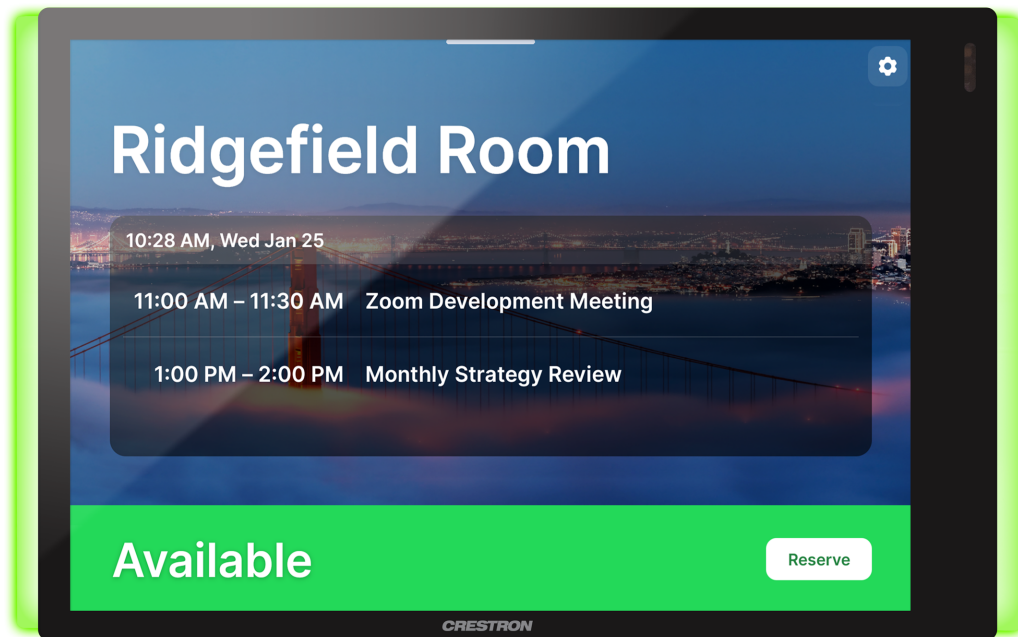 Ridgefield Room
10:28 AM, Wed Jan 25
11:00 AM – 11:30 AM Zoom Development Meeting
1:00 PM – 2:00 PM Monthly Strategy Review
Available
Reserve
CRESTRON